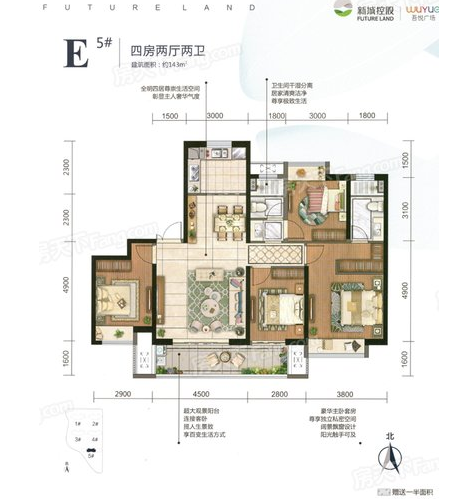 FUTURE LAND
新城控股
FUTURE LAND
WUYUE
吾悦广场
E 5#
四房两厅两卫
建筑面积:约143m²
全明四居尊崇生活空间
彰显主人奢华气度
卫生间干湿分离
居家清爽洁净
尊享极致生活
1500 3000 1800 3000 1800
2300
2300
4900
1600
1500
3100
4900
1600
2900 4500 2800 3800
超大观景阳台
连接客卧
揽人生景致
享百变生活方式
豪华主卧套房
尊享独立私密空间
阔景飘窗设计
阳光触手可及
1# 2#
3# 4#
5#
北
赠送一半面积